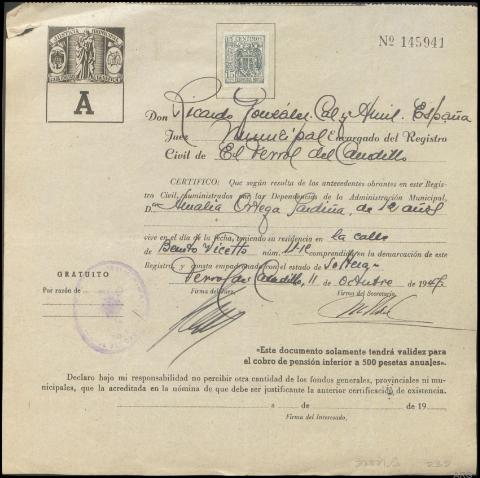 Nº 145941
JUSTICIA MUNICIPAL
A
15 CENTIMOS
Don Ricardo González Cal y Amil. España
Juez Municipal Encargado del Registro
Civil de El Ferrol del Caudillo
CERTIFICO: Que según resulta de los antecedentes obrantes en este Regis-
tro Civil, suministrados por las Dependencias de la Administración Municipal,
D.ª Amalia Ortega Sardina, de 12 años
vive en el día de la fecha, teniendo su residencia en la calle
de Benito Vicetto núm. comprendido en la demarcación de este
Registro, y consta empadronada con el estado de Soltera
Ferrol del Caudillo, 11 de Octubre de 1947
Firma del Juez, Firma del Secretario,
GRATUITO
Por razón de
«Este documento solamente tendrá validez para
el cobro de pensión inferior a 500 pesetas anuales».
Declaro bajo mi responsabilidad no percibir otra cantidad de los fondos generales, provinciales ni mu-
nicipales, que la acreditada en la nómina de que debe ser justificante la anterior certificación de existencia.
a de de 19
Firma del Interesado.
ARG